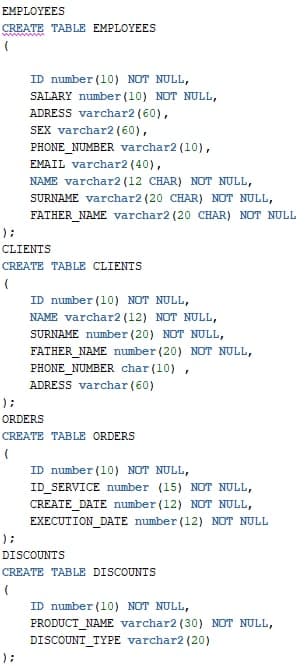 EMPLOYEES
CREATE TABLE EMPLOYEES
(
ID number(10) NOT NULL,
SALARY number(10) NOT NULL,
ADRESS varchar2(60),
SEX varchar2(60),
PHONE_NUMBER varchar2(10),
EMAIL varchar2(40),
NAME varchar2(12 CHAR) NOT NULL,
SURNAME varchar2(20 CHAR) NOT NULL,
FATHER_NAME varchar2(20 CHAR) NOT NULL
);
CLIENTS
CREATE TABLE CLIENTS
(
ID number(10) NOT NULL,
NAME varchar2(12) NOT NULL,
SURNAME number(20) NOT NULL,
FATHER_NAME number(20) NOT NULL,
PHONE_NUMBER char(10) ,
ADRESS varchar(60)
);
ORDERS
CREATE TABLE ORDERS
(
ID number(10) NOT NULL,
ID_SERVICE number (15) NOT NULL,
CREATE_DATE number(12) NOT NULL,
EXECUTION_DATE number(12) NOT NULL
);
DISCOUNTS
CREATE TABLE DISCOUNTS
(
ID number(10) NOT NULL,
PRODUCT_NAME varchar2(30) NOT NULL,
DISCOUNT_TYPE varchar2(20)
);